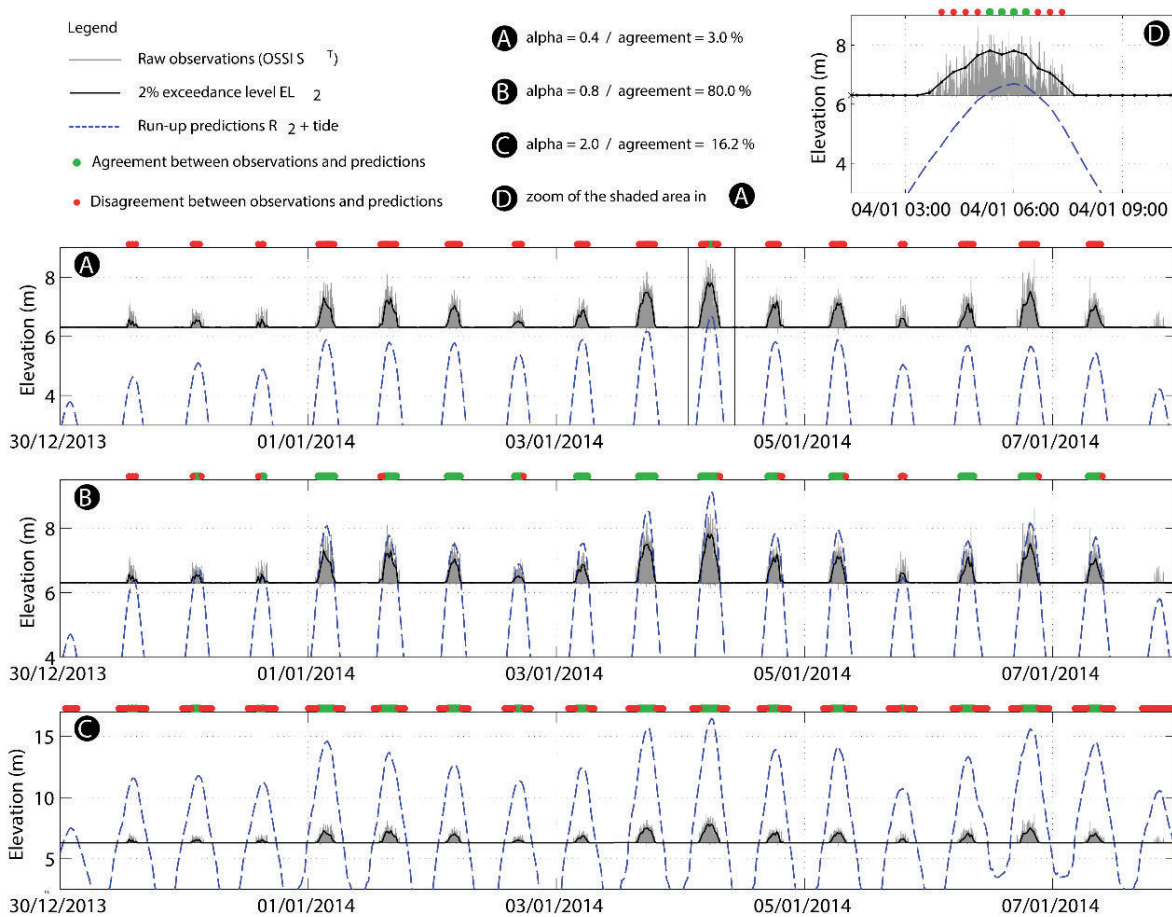 Legend
Raw observations (OSSI S T)
2% exceedance level EL 2
Run-up predictions R 2 + tide
Agreement between observations and predictions
Disagreement between observations and predictions
A alpha = 0.4 / agreement = 3.0 %
B alpha = 0.8 / agreement = 80.0 %
C alpha = 2.0 / agreement = 16.2 %
D zoom of the shaded area in A
D
Elevation (m)
8
6
4
04/01 03:00 04/01 06:00 04/01 09:00
A
Elevation (m)
8
6
4
30/12/2013 01/01/2014 03/01/2014 05/01/2014 07/01/2014
B
Elevation (m)
8
6
4
30/12/2013 01/01/2014 03/01/2014 05/01/2014 07/01/2014
C
Elevation (m)
15
10
5
30/12/2013 01/01/2014 03/01/2014 05/01/2014 07/01/2014